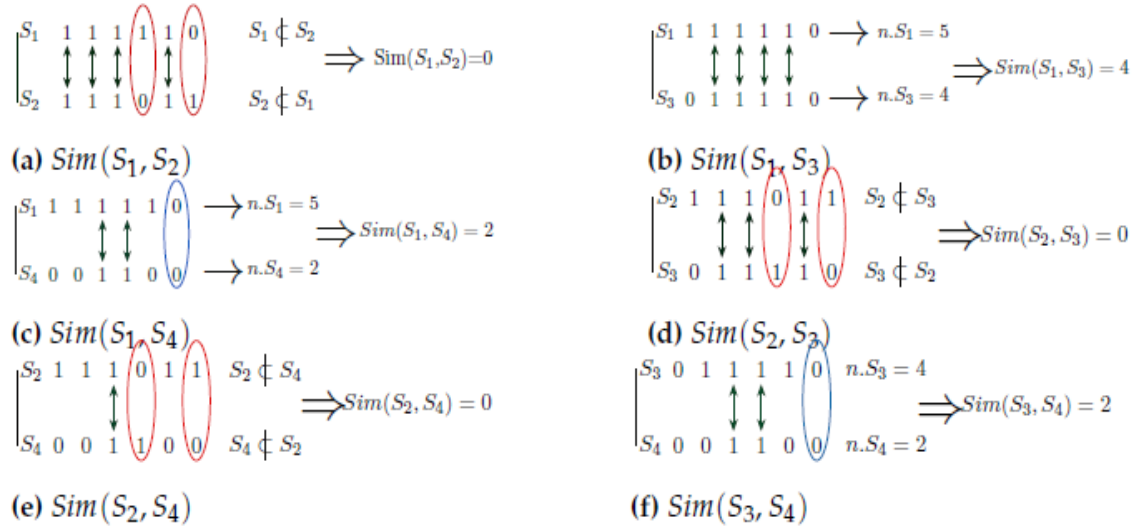 S₁ 1 1 1 1 1 0 S₁ ⊄ S₂
⇒ Sim(S₁,S₂)=0
S₂ 1 1 1 0 1 1 S₂ ⊄ S₁
(a) Sim(S₁, S₂)
S₁ 1 1 1 1 1 0 → n.S₁ = 5
⇒ Sim(S₁, S₃) = 4
S₃ 0 1 1 1 1 0 → n.S₃ = 4
(b) Sim(S₁, S₃)
S₁ 1 1 1 1 1 0 → n.S₁ = 5
⇒ Sim(S₁, S₄) = 2
S₄ 0 0 1 1 0 0 → n.S₄ = 2
(c) Sim(S₁, S₄)
S₂ 1 1 1 0 1 1 S₂ ⊄ S₃
⇒ Sim(S₂, S₃) = 0
S₃ 0 1 1 1 1 0 S₃ ⊄ S₂
(d) Sim(S₂, S₃)
S₂ 1 1 1 0 1 1 S₂ ⊄ S₄
⇒ Sim(S₂, S₄) = 0
S₄ 0 0 1 1 0 0 S₄ ⊄ S₂
(e) Sim(S₂, S₄)
S₃ 0 1 1 1 1 0 n.S₃ = 4
⇒ Sim(S₃, S₄) = 2
S₄ 0 0 1 1 0 0 n.S₄ = 2
(f) Sim(S₃, S₄)